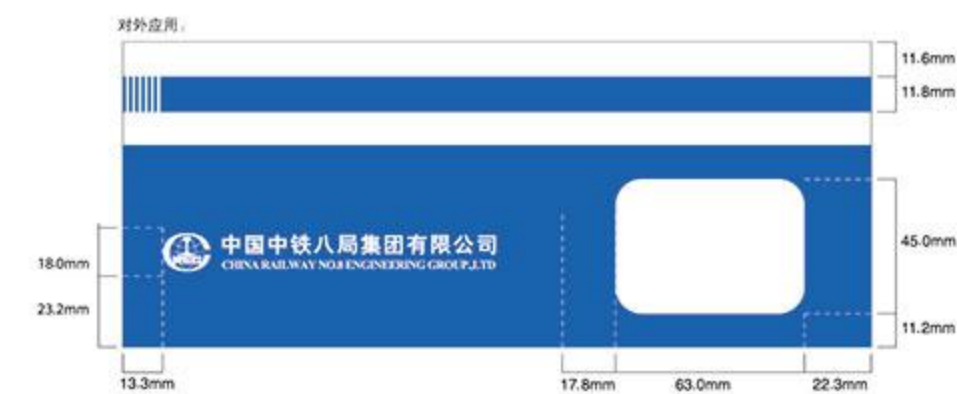 对外应用：
11.6mm
11.8mm
中国中铁八局集团有限公司
CHINA RAILWAY NO.8 ENGINEERING GROUP.,LTD
18.0mm
23.2mm
45.0mm
11.2mm
13.3mm
17.8mm
63.0mm
22.3mm